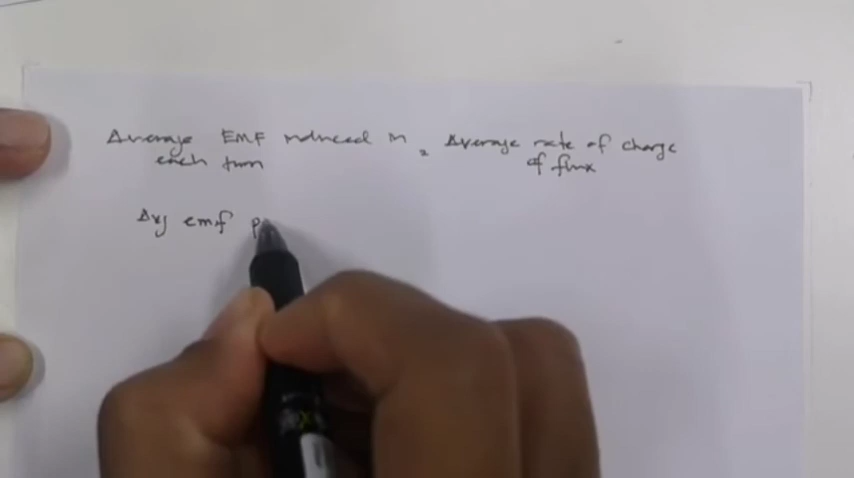 Average EMF induced in = Average rate of change
each turn of flux
Avg emf p